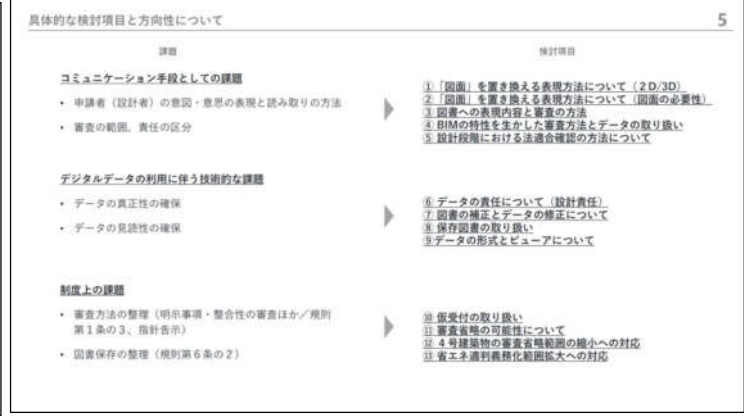 具体的な検討項目と方向性について
5
課題
検討項目
コミュニケーション手段としての課題
• 申請者（設計者）の意図・意思の表現と読み取りの方法
• 審査の範囲、責任の区分
①「図面」を置き換える表現方法について（２D/3D）
②「図面」を置き換える表現方法について（図面の必要性）
③ 図書への表現内容と審査の方法
④ BIMの特性を生かした審査方法とデータの取り扱い
⑤ 設計段階における法適合確認の方法について
デジタルデータの利用に伴う技術的な課題
• データの真正性の確保
• データの見読性の確保
⑥ データの責任について（設計責任）
⑦ 図書の補正とデータの修正について
⑧ 保存図書の取り扱い
⑨データの形式とビューアについて
制度上の課題
• 審査方法の整理（明示事項・整合性の審査ほか／規則
第１条の３、指針告示）
• 図書保存の整理（規則第６条の２）
⑩ 仮受付の取り扱い
⑪ 審査省略の可能性について
⑫ ４号建築物の審査省略範囲の縮小への対応
⑬ 省エネ適判義務化範囲拡大への対応